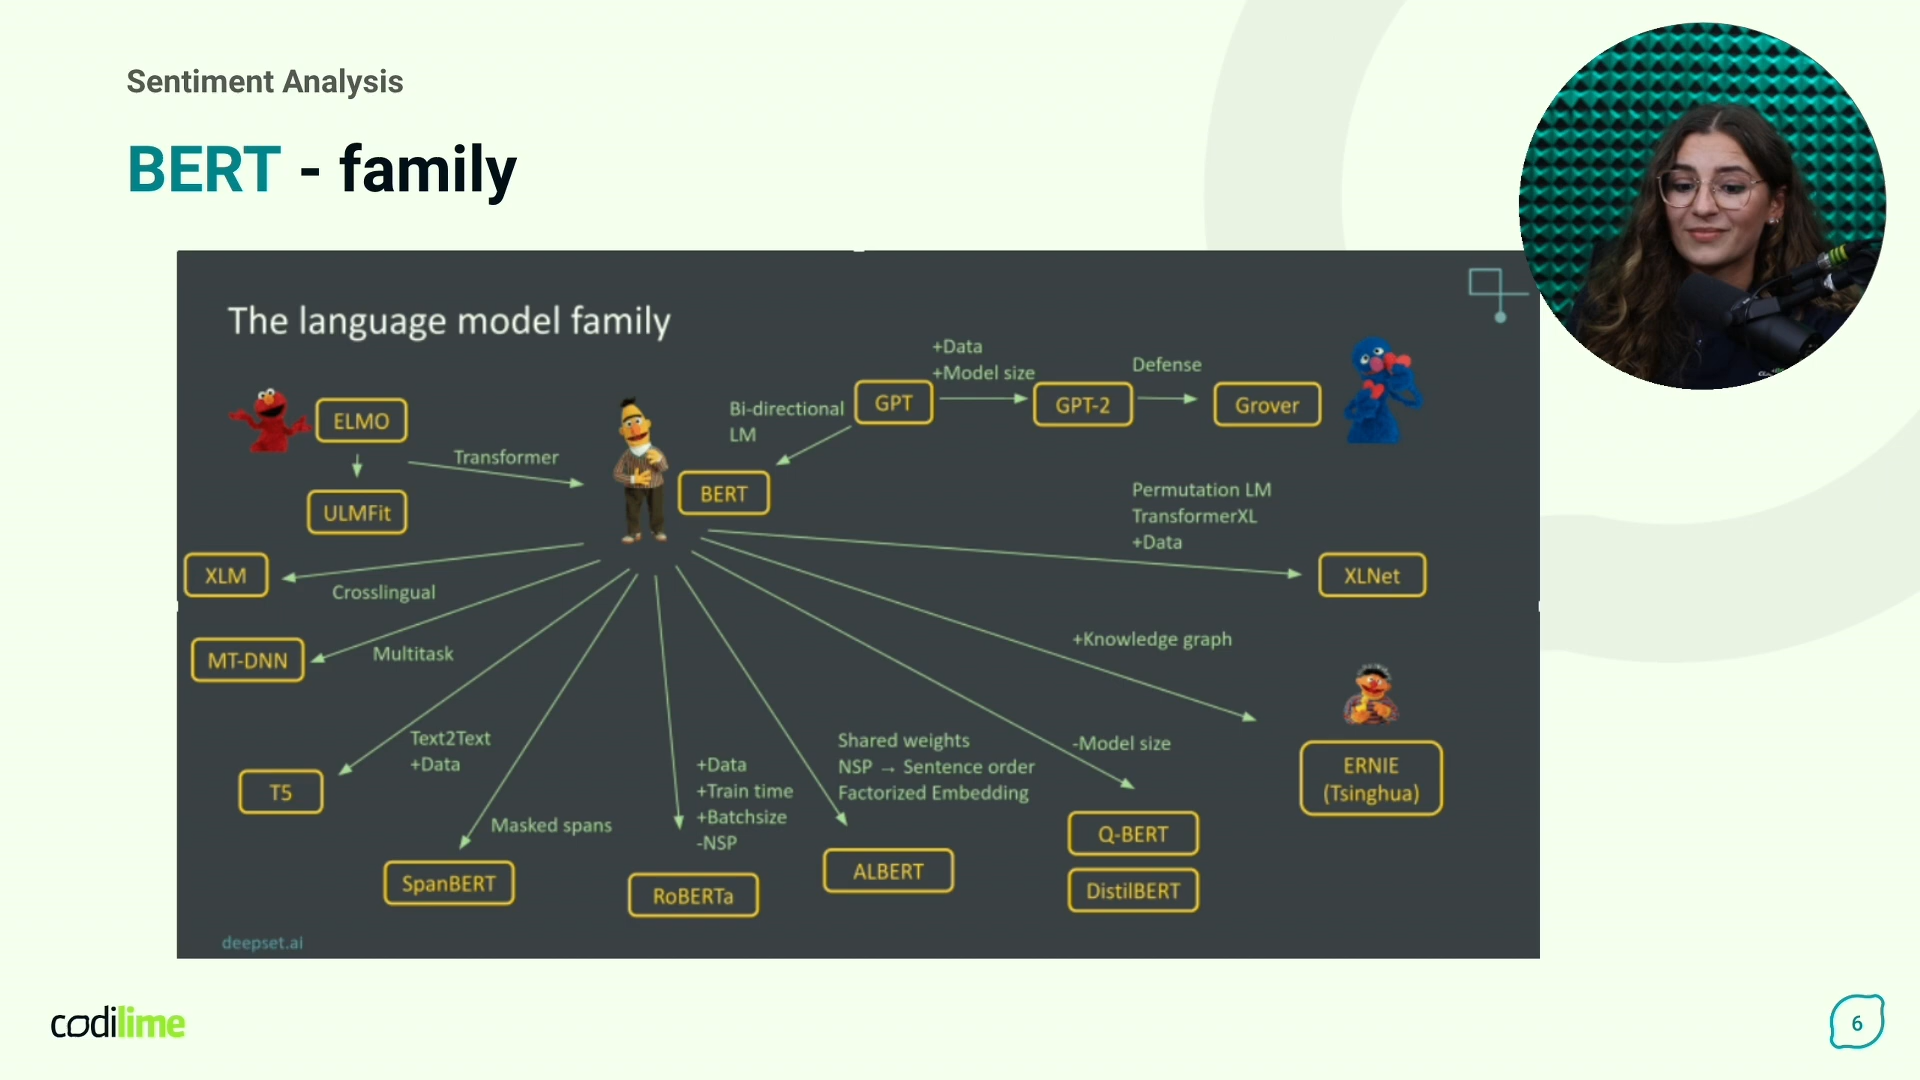 Sentiment Analysis
BERT - family
The language model family
+Data
+Model size
Defense
ELMO
Bi-directional
LM
GPT
GPT-2
Grover
Transformer
BERT
ULMFit
Permutation LM
TransformerXL
+Data
XLM
Crosslingual
XLNet
MT-DNN
Multitask
+Knowledge graph
Text2Text
+Data
T5
Masked spans
SpanBERT
+Data
+Train time
+Batchsize
-NSP
RoBERTa
Shared weights
NSP → Sentence order
Factorized Embedding
ALBERT
-Model size
Q-BERT
DistilBERT
ERNIE
(Tsinghua)
deepset.ai
codilime
6